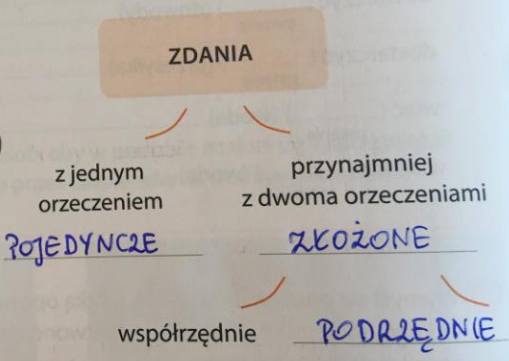 ZDANIA
z jednym
orzeczeniem
przynajmniej
z dwoma orzeczeniami
POJEDYNCZE
ZŁOŻONE
współrzędnie
PODRZĘDNIE